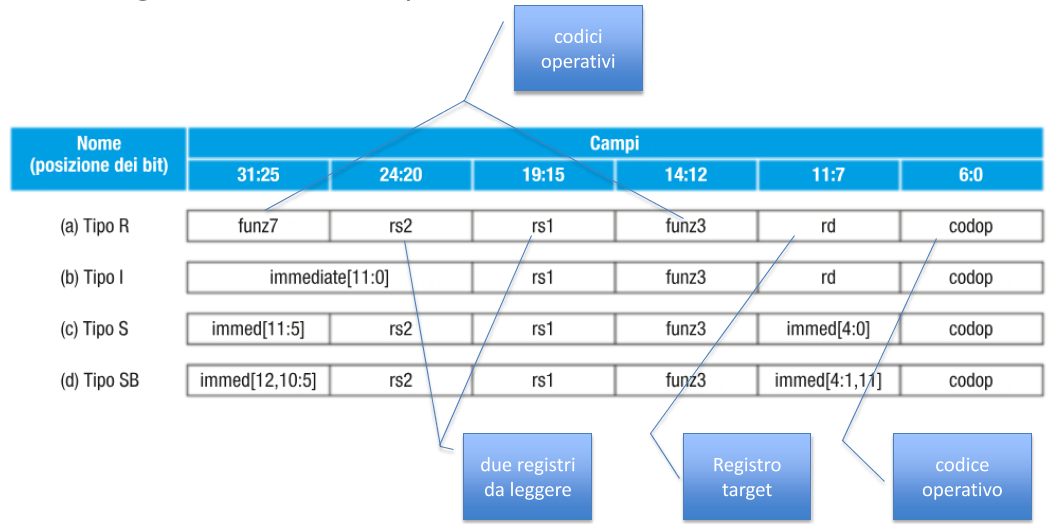 codici
operativi
Nome
(posizione dei bit)
Campi
31:25 24:20 19:15 14:12 11:7 6:0
(a) Tipo R funz7 rs2 rs1 funz3 rd codop
(b) Tipo I immediate[11:0] rs1 funz3 rd codop
(c) Tipo S immed[11:5] rs2 rs1 funz3 immed[4:0] codop
(d) Tipo SB immed[12,10:5] rs2 rs1 funz3 immed[4:1,11] codop
due registri
da leggere
Registro
target
codice
operativo